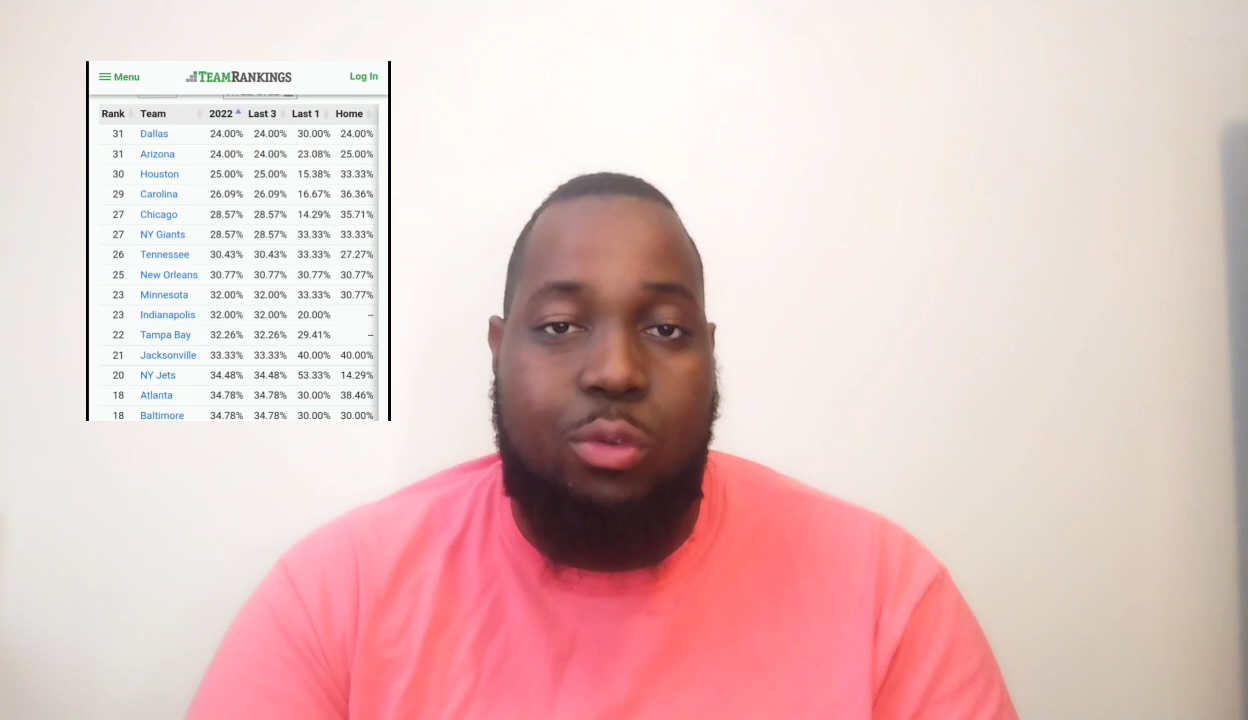 Menu TEAMRANKINGS Log In
Rank Team 2022 Last 3 Last 1 Home
31 Dallas 24.00% 24.00% 30.00% 24.00%
31 Arizona 24.00% 24.00% 23.08% 25.00%
30 Houston 25.00% 25.00% 15.38% 33.33%
29 Carolina 26.09% 26.09% 16.67% 36.36%
27 Chicago 28.57% 28.57% 14.29% 35.71%
27 NY Giants 28.57% 28.57% 33.33% 33.33%
26 Tennessee 30.43% 30.43% 33.33% 27.27%
25 New Orleans 30.77% 30.77% 30.77% 30.77%
23 Minnesota 32.00% 32.00% 33.33% 30.77%
23 Indianapolis 32.00% 32.00% 20.00% --
22 Tampa Bay 32.26% 32.26% 29.41% --
21 Jacksonville 33.33% 33.33% 40.00% 40.00%
20 NY Jets 34.48% 34.48% 53.33% 14.29%
18 Atlanta 34.78% 34.78% 30.00% 38.46%
18 Baltimore 34.78% 34.78% 30.00% 30.00%